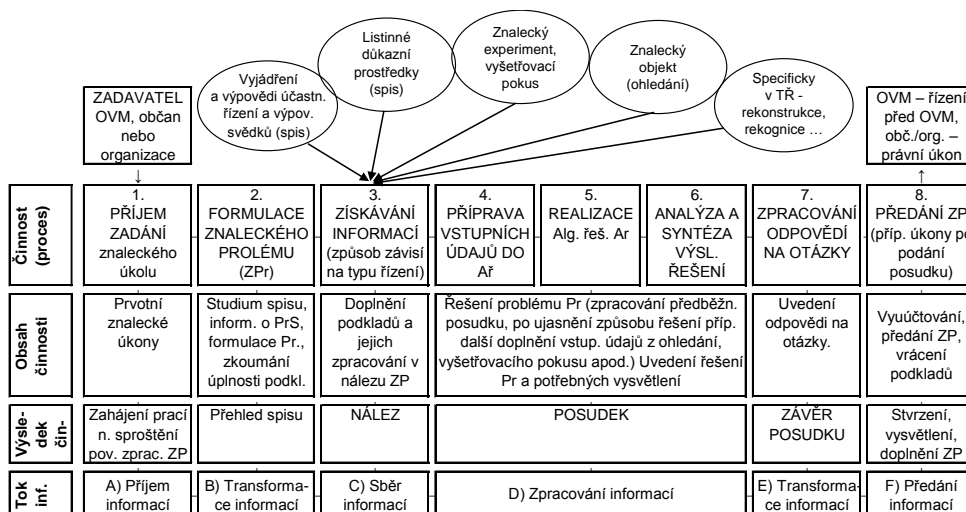 Vyjádření
a výpovědi účastn.
řízení a výpov.
svědků (spis)
Listinné
důkazní
prostředky
(spis)
Znalecký
experiment,
vyšetřovací
pokus
Znalecký
objekt
(ohledání)
Specificky
v TŘ -
rekonstrukce,
rekognice …
ZADAVATEL
OVM, občan
nebo
organizace
↓
OVM – řízení
před OVM,
obč./org. –
právní úkon
↑
Činnost
(proces)
1.
PŘÍJEM
ZADÁNÍ
znaleckého
úkolu
2.
FORMULACE
ZNALECKÉHO
PROLÉMU
(ZPr)
3.
ZÍSKÁVÁNÍ
INFORMACÍ
(způsob závisí
na typu řízení)
4.
PŘÍPRAVA
VSTUPNÍCH
ÚDAJŮ DO
Ař
5.
REALIZACE
Alg. řeš. Ar
6.
ANALÝZA A
SYNTÉZA
VÝSL.
ŘEŠENÍ
7.
ZPRACOVÁNÍ
ODPOVĚDÍ
NA OTÁZKY
8.
PŘEDÁNÍ ZP
(příp. úkony po
podání
posudku)
Obsah
činnosti
Prvotní
znalecké
úkony
Studium spisu,
inform. o PrS,
formulace Pr.,
zkoumání
úplnosti podkl.
Doplnění
podkladů a
jejich
zpracování v
nálezu ZP
Řešení problému Pr (zpracování předběžn.
posudku, po ujasnění způsobu řešení příp.
další doplnění vstup. údajů z ohledání,
vyšetřovacího pokusu apod.) Uvedení řešení
Pr a potřebných vysvětlení
Uvedení
odpovědi na
otázky.
Vyuúčtování,
předání ZP,
vrácení
podkladů
Výsle-
dek
čin-
Zahájení prací
n. sproštění
pov. zprac. ZP
Přehled spisu
NÁLEZ
POSUDEK
ZÁVĚR
POSUDKU
Stvrzení,
vysvětlení,
doplnění ZP
Tok
inf.
A) Příjem
informací
B) Transforma-
ce informací
C) Sběr
informací
D) Zpracování informací
E) Transforma-
ce informací
F) Předání
informací